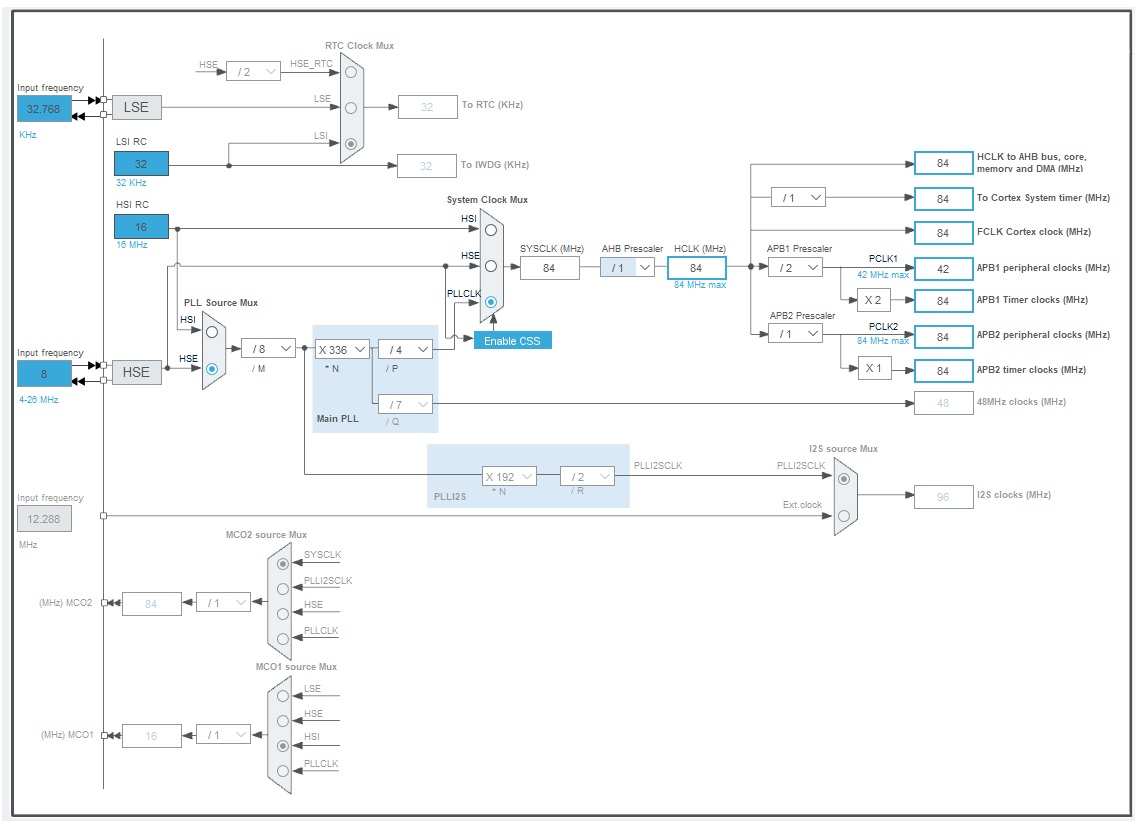 RTC Clock Mux
HSE
/ 2
HSE_RTC
Input frequency
32.768
KHz
LSE
LSE
32
To RTC (KHz)
LSI RC
LSI
32
32 KHz
32
To IWDG (KHz)
HSI RC
16
16 MHz
System Clock Mux
HSI
HSE
PLLCLK
SYSCLK (MHz)
84
AHB Prescaler
/ 1
HCLK (MHz)
84
84 MHz max
Enable CSS
84
HCLK to AHB bus, core,
memory and DMA (MHz)
/ 1
84
To Cortex System timer (MHz)
84
FCLK Cortex clock (MHz)
APB1 Prescaler
/ 2
PCLK1
42 MHz max
42
APB1 peripheral clocks (MHz)
X 2
84
APB1 Timer clocks (MHz)
APB2 Prescaler
/ 1
PCLK2
84 MHz max
84
APB2 peripheral clocks (MHz)
X 1
84
APB2 timer clocks (MHz)
PLL Source Mux
HSI
HSE
Input frequency
8
4-26 MHz
HSE
/ 8
/ M
X 336
* N
/ 4
/ P
/ 7
/ Q
Main PLL
48
48MHz clocks (MHz)
X 192
* N
/ 2
/ R
PLLI2S
PLLI2SCLK
I2S source Mux
PLLI2SCLK
Ext.clock
96
I2S clocks (MHz)
Input frequency
12.288
MHz
MCO2 source Mux
SYSCLK
PLLI2SCLK
HSE
PLLCLK
(MHz) MCO2
84
/ 1
MCO1 source Mux
LSE
HSE
HSI
PLLCLK
(MHz) MCO1
16
/ 1